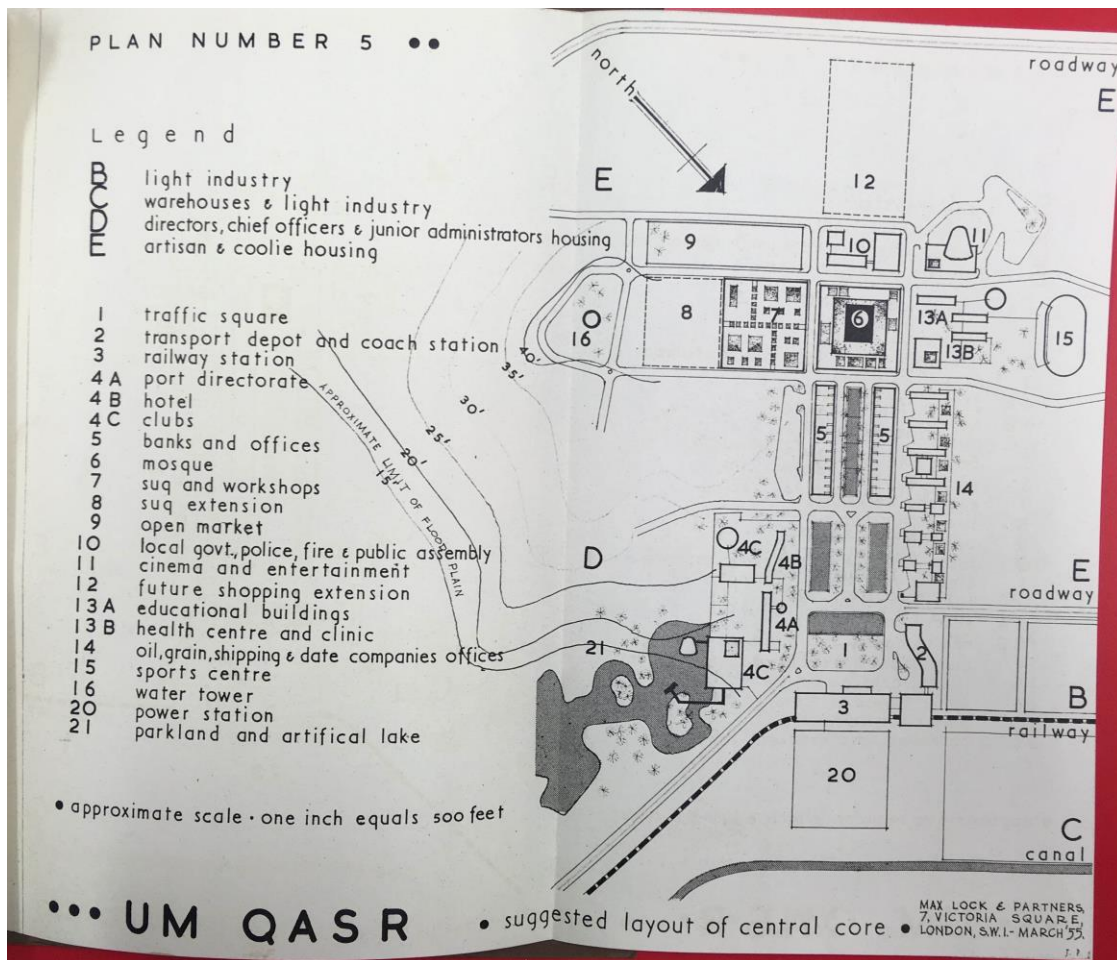 PLAN NUMBER 5 ••
Legend
B light industry
C warehouses & light industry
D directors, chief officers & junior administrators housing
E artisan & coolie housing
1 traffic square
2 transport depot and coach station
3 railway station
4 A port directorate
4 B hotel
4 C clubs
5 banks and offices
6 mosque
7 suq and workshops
8 suq extension
9 open market
10 local govt., police, fire & public assembly
11 cinema and entertainment
12 future shopping extension
13 A educational buildings
13 B health centre and clinic
14 oil, grain, shipping & date companies offices
15 sports centre
16 water tower
20 power station
21 parkland and artifical lake
• approximate scale · one inch equals 500 feet
••• UM QASR
• suggested layout of central core •
MAX LOCK & PARTNERS,
7, VICTORIA SQUARE,
LONDON, S.W.1. - MARCH '55.
north
roadway
E
E
12
11
10
9
8
7
6
13A
13B
15
16
40'
35'
30'
25'
20'
15'
APPROXIMATE LIMIT OF FLOOD PLAIN
5
5
14
D
4C
4B
4A
4C
E
roadway
21
1
2
3
B
railway
20
C
canal